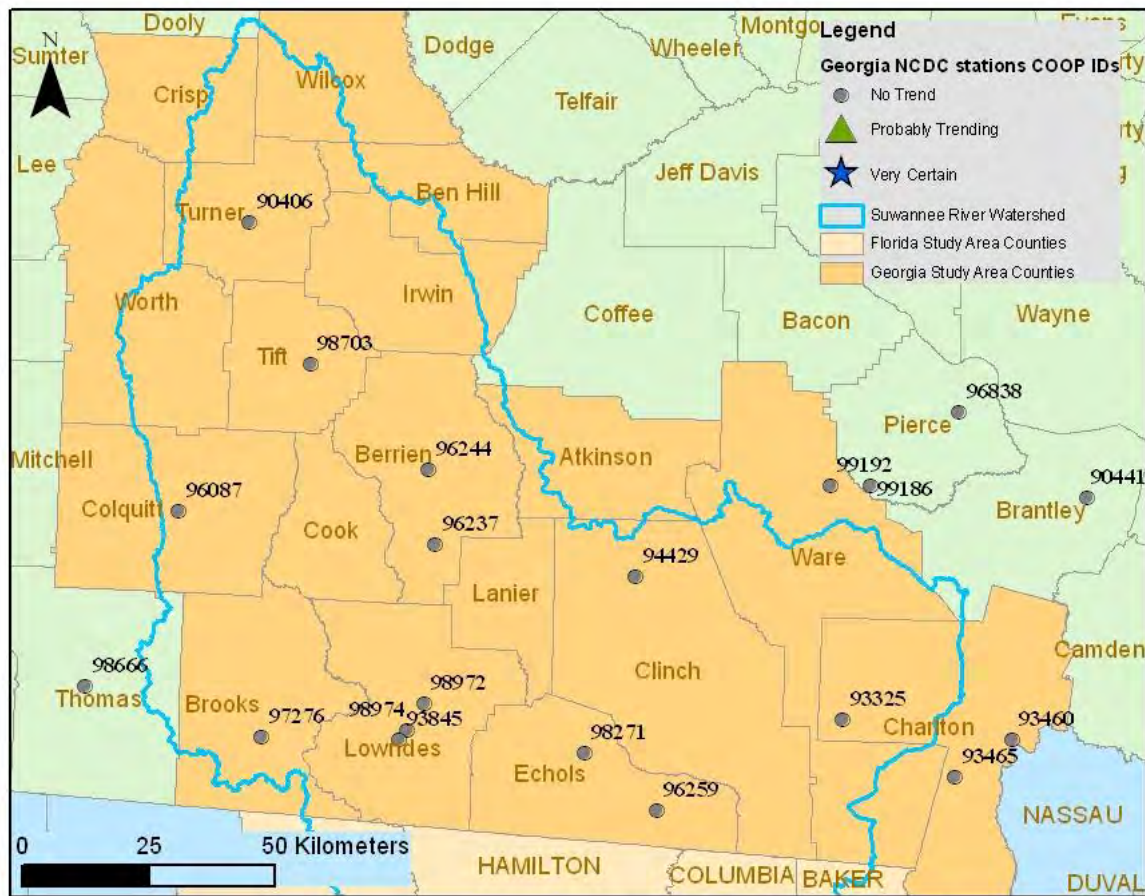 Dooly
Sumter
N
Crisp
Wilcox
Dodge
Wheeler
Montgo
Telfair
Lee
Jeff Davis
Ben Hill
Turner
90406
Legend
Georgia NCDC stations COOP IDs
No Trend
Probably Trending
Very Certain
Suwannee River Watershed
Florida Study Area Counties
Georgia Study Area Counties
Worth
Irwin
Coffee
Bacon
Wayne
Tift
98703
96838
Pierce
Mitchell
Berrien
96244
Atkinson
99192
99186
90441
Brantley
Colquitt
96087
Cook
96237
94429
Ware
Lanier
Clinch
Camden
98666
Thomas
Brooks
97276
98972
98974
93845
Lowndes
98271
Echols
96259
93325
Charlton
93460
93465
NASSAU
0 25 50 Kilometers
HAMILTON
COLUMBIA
BAKER
DUVAL